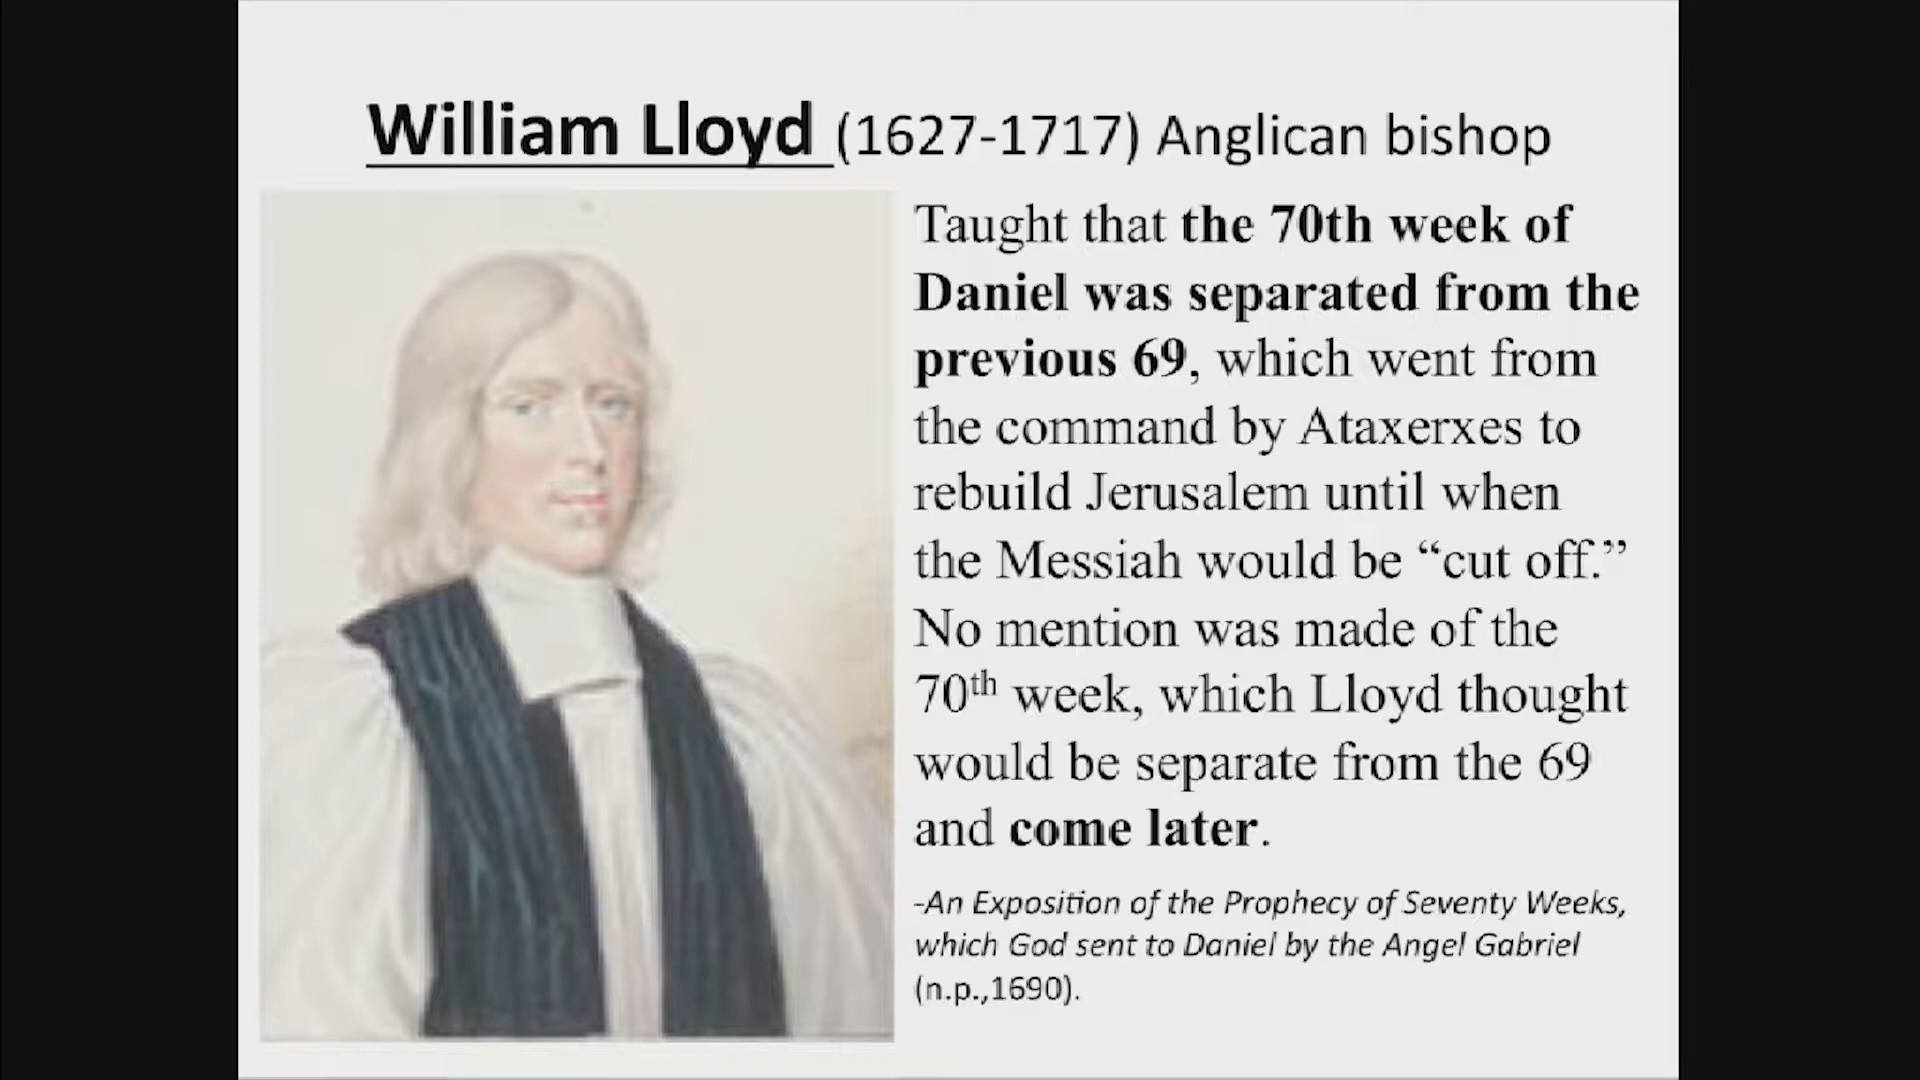 William Lloyd (1627-1717) Anglican bishop
Taught that the 70th week of
Daniel was separated from the
previous 69, which went from
the command by Ataxerxes to
rebuild Jerusalem until when
the Messiah would be “cut off.”
No mention was made of the
70th week, which Lloyd thought
would be separate from the 69
and come later.
-An Exposition of the Prophecy of Seventy Weeks,
which God sent to Daniel by the Angel Gabriel
(n.p.,1690).